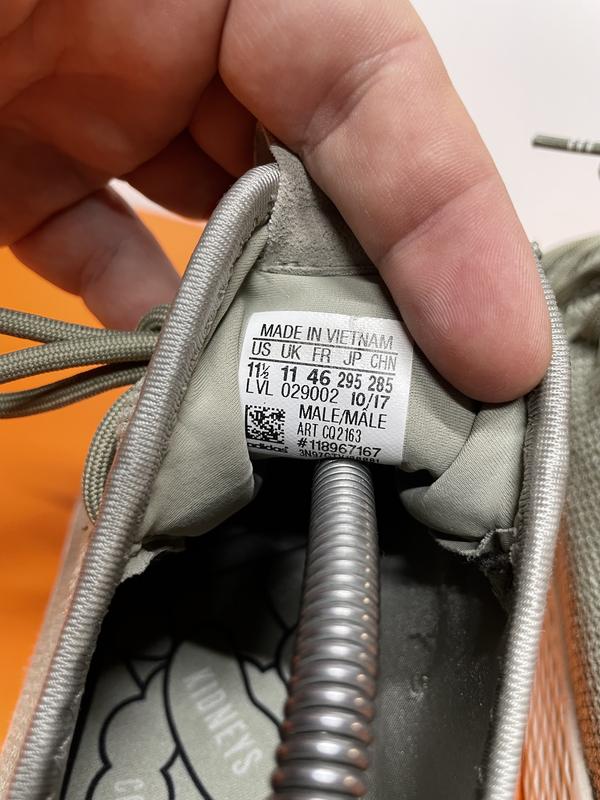 MADE IN VIETNAM
US UK FR JP CHN
11½ 11 46 295 285
LVL 029002 10/17
MALE/MÂLE
ART CQ2163
#118967167
adidas
KIDNEYS